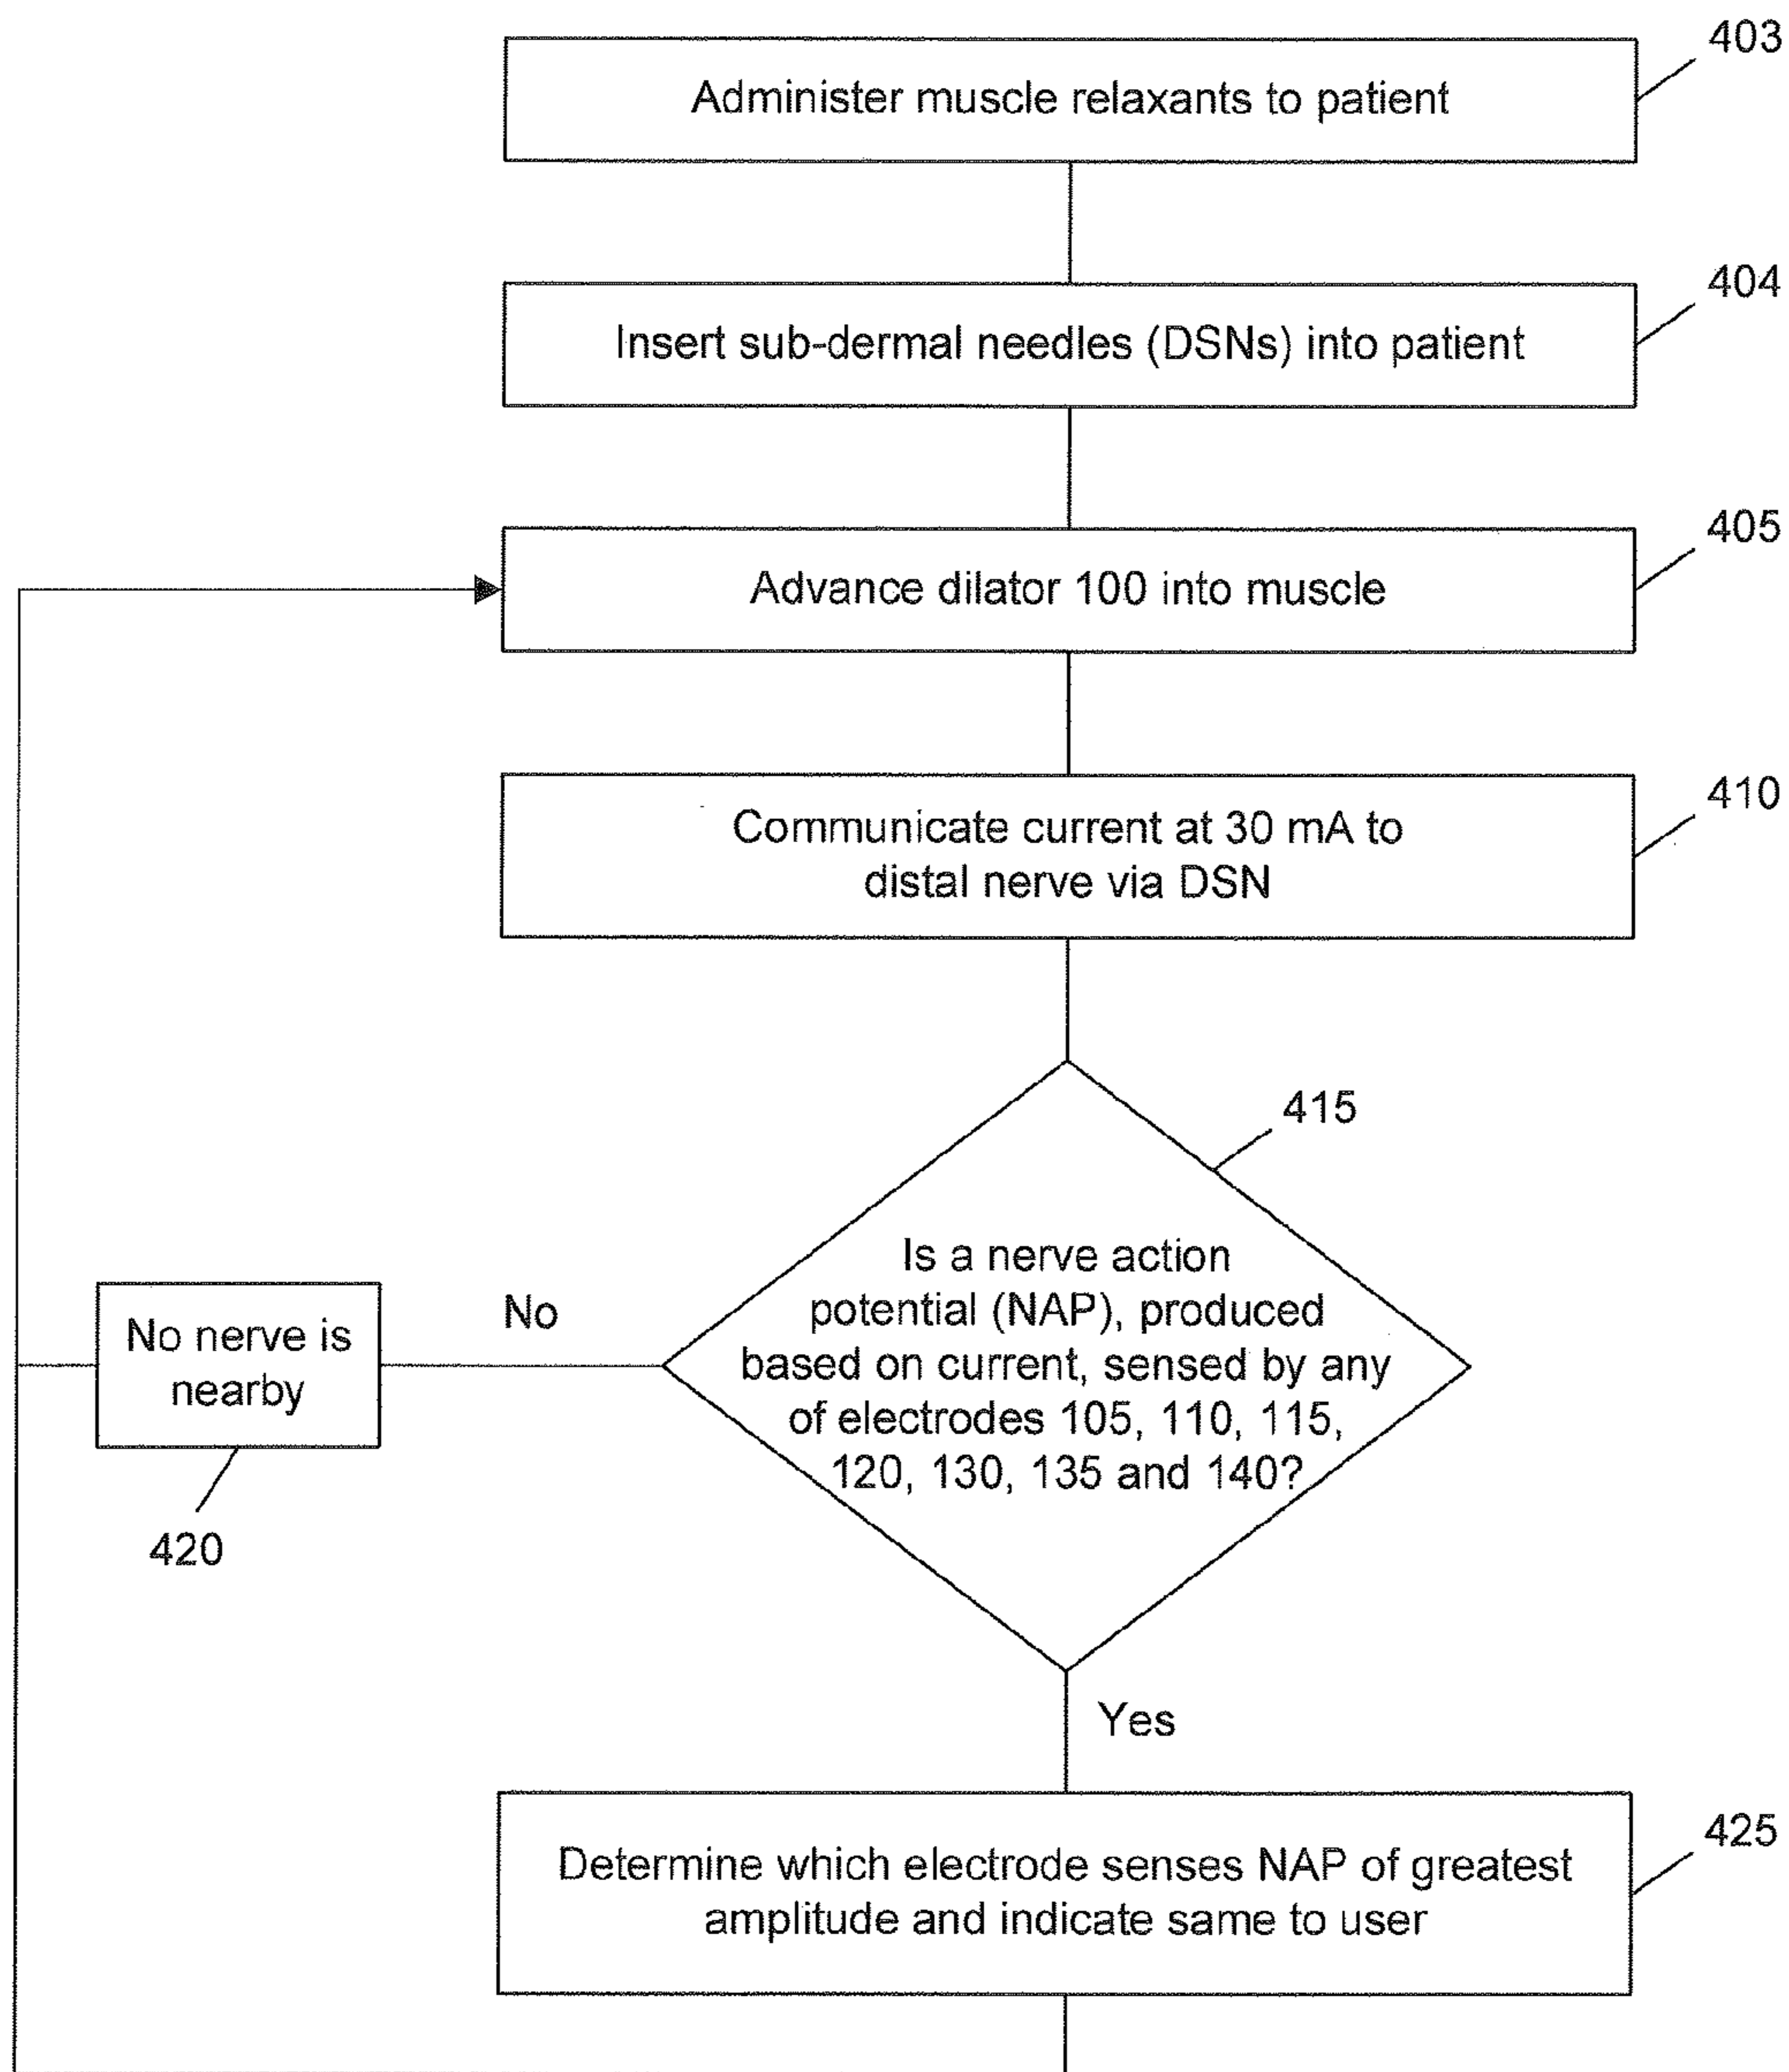 403
Administer muscle relaxants to patient
404
Insert sub-dermal needles (DSNs) into patient
405
Advance dilator 100 into muscle
410
Communicate current at 30 mA to
distal nerve via DSN
415
Is a nerve action
potential (NAP), produced
based on current, sensed by any
of electrodes 105, 110, 115,
120, 130, 135 and 140?
No
No nerve is
nearby
420
Yes
425
Determine which electrode senses NAP of greatest
amplitude and indicate same to user